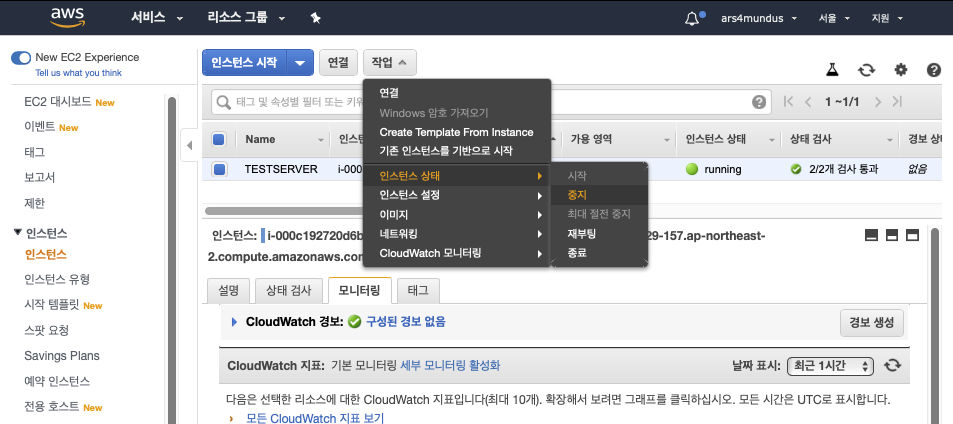 aws 서비스 리소스 그룹 ars4mundus 서울 지원
New EC2 Experience
Tell us what you think
인스턴스 시작 연결 작업
EC2 대시보드 New
이벤트 New
태그
보고서
제한
인스턴스
인스턴스
인스턴스 유형
시작 템플릿 New
스팟 요청
Savings Plans
예약 인스턴스
전용 호스트 New
태그 및 속성별 필터 또는 키워 1 ~1/1
Name 인스턴 가용 영역 인스턴스 상태 상태 검사 경보 상태
TESTSERVER i-000 running 2/2개 검사 통과 없음
연결
Windows 암호 가져오기
Create Template From Instance
기존 인스턴스를 기반으로 시작
인스턴스 상태
인스턴스 설정
이미지
네트워킹
CloudWatch 모니터링
시작
중지
최대 절전 중지
재부팅
종료
인스턴스: i-000c192720d6b 29-157.ap-northeast-
2.compute.amazonaws.com
설명 상태 검사 모니터링 태그
CloudWatch 경보: 구성된 경보 없음 경보 생성
CloudWatch 지표: 기본 모니터링 세부 모니터링 활성화 날짜 표시: 최근 1시간
다음은 선택한 리소스에 대한 CloudWatch 지표입니다(최대 10개). 확장해서 보려면 그래프를 클릭하십시오. 모든 시간은 UTC로 표시합니다.
모든 CloudWatch 지표 보기